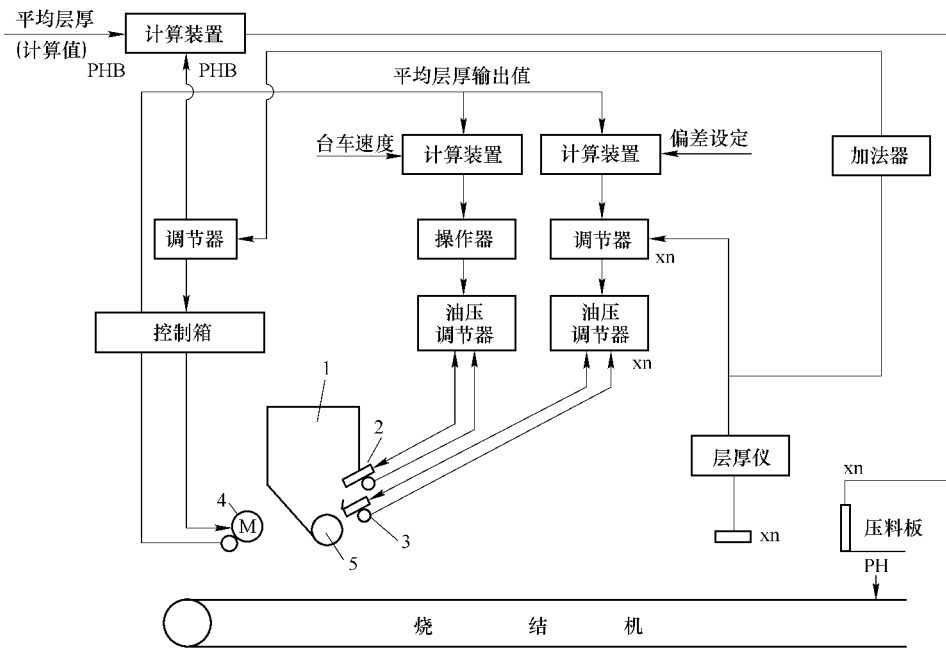 平均层厚
(计算值)
计算装置
PHB
PHB
平均层厚输出值
台车速度
计算装置
计算装置
偏差设定
加法器
调节器
操作器
调节器
xn
控制箱
油压
调节器
油压
调节器
xn
1
2
层厚仪
xn
4
M
3
5
xn
压料板
PH
烧 结 机